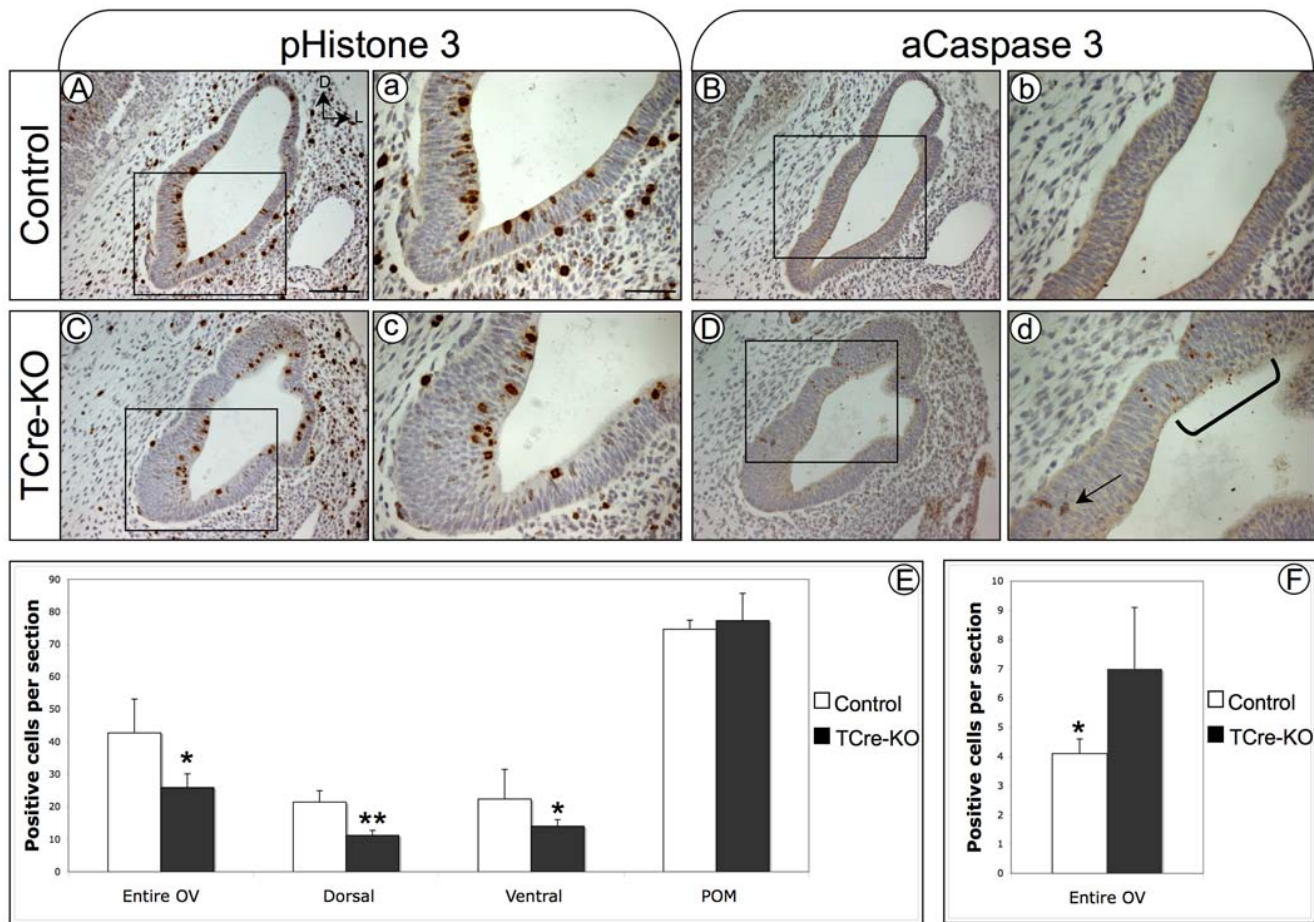 pHistone 3
aCaspase 3
Control
TCre-KO
A
D
L
a
B
b
C
c
D
d
E
Positive cells per section
90
80
70
60
50
40
30
20
10
0
*
**
*
Entire OV
Dorsal
Ventral
POM
Control
TCre-KO
F
Positive cells per section
10
9
8
7
6
5
4
3
2
1
0
*
Entire OV
Control
TCre-KO